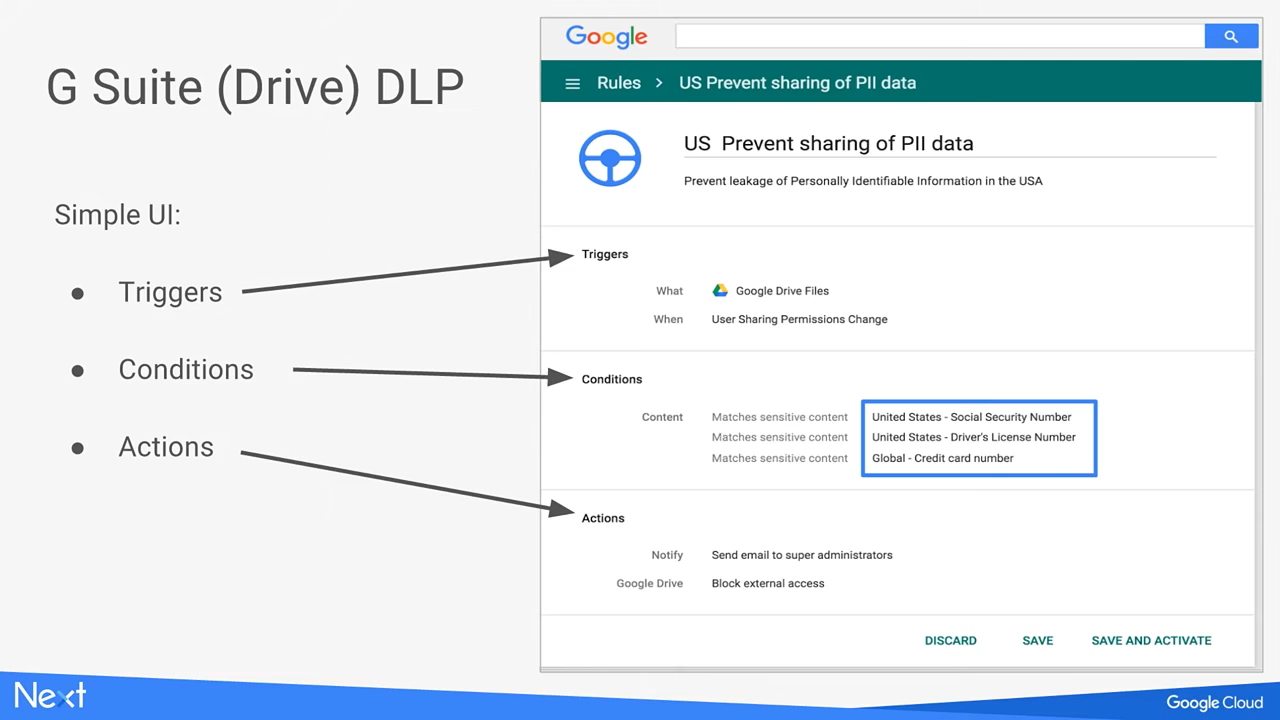 G Suite (Drive) DLP
Simple UI:
● Triggers
● Conditions
● Actions
Google
Rules > US Prevent sharing of PII data
US  Prevent sharing of PII data
Prevent leakage of Personally Identifiable Information in the USA
Triggers
What Google Drive Files
When User Sharing Permissions Change
Conditions
Content Matches sensitive content United States - Social Security Number
Matches sensitive content United States - Driver's License Number
Matches sensitive content Global - Credit card number
Actions
Notify Send email to super administrators
Google Drive Block external access
DISCARD SAVE SAVE AND ACTIVATE
Next
Google Cloud